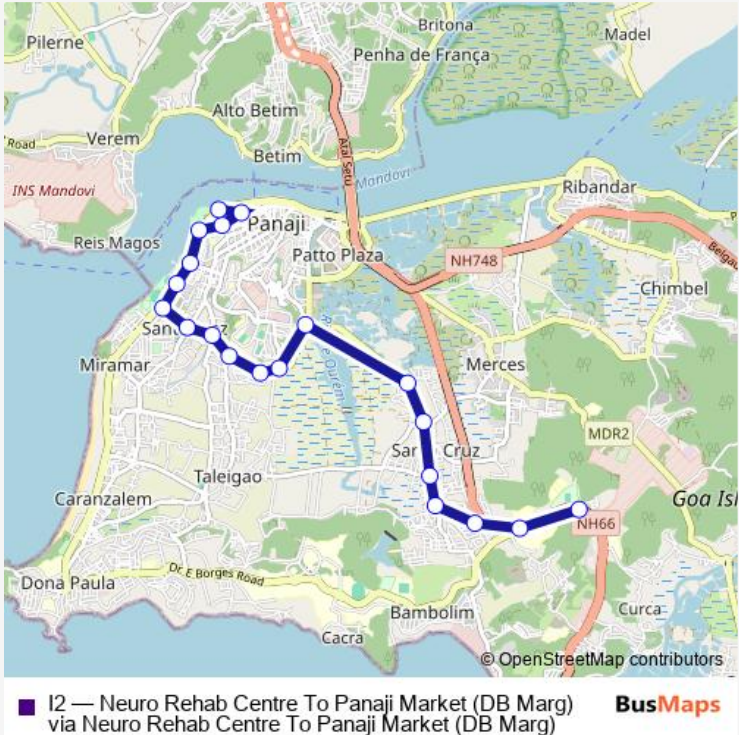 Pilerne
Britona
Madel
Penha de França
Alto Betim
Road
Verem
Betim
Atal Setu
Mandovi
INS Mandovi
Ribandar
Reis Magos
Panaji
Patto Plaza
NH748
Belgau
Chimbel
Miramar
Merces
MDR2
Cruz
Taleigao
Caranzalem
Goa Isl
NH66
Dona Paula
Dr E Borges Road
Bambolim
Curca
Cacra
© OpenStreetMap contributors
I2 — Neuro Rehab Centre To Panaji Market (DB Marg)
via Neuro Rehab Centre To Panaji Market (DB Marg)
BusMaps